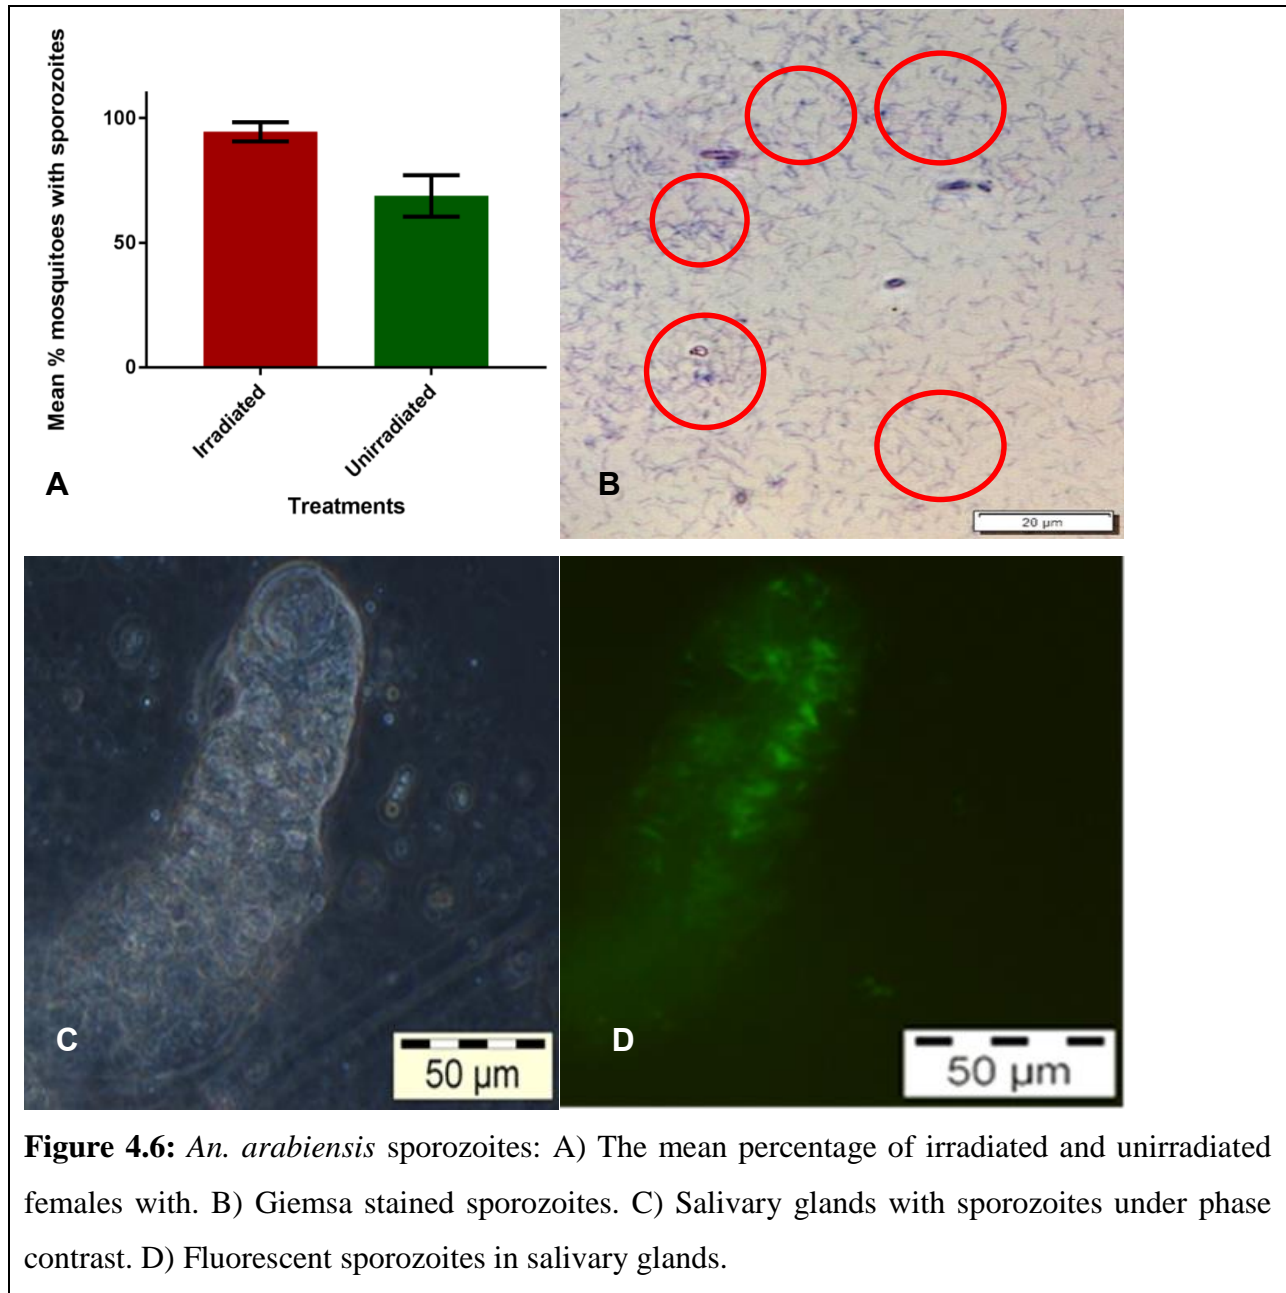 Mean % mosquitoes with sporozoites
100
50
0
Irradiated
Unirradiated
Treatments
A
B
20 µm
C
50 µm
D
50 µm
Figure 4.6: An. arabiensis sporozoites: A) The mean percentage of irradiated and unirradiated
females with. B) Giemsa stained sporozoites. C) Salivary glands with sporozoites under phase
contrast. D) Fluorescent sporozoites in salivary glands.